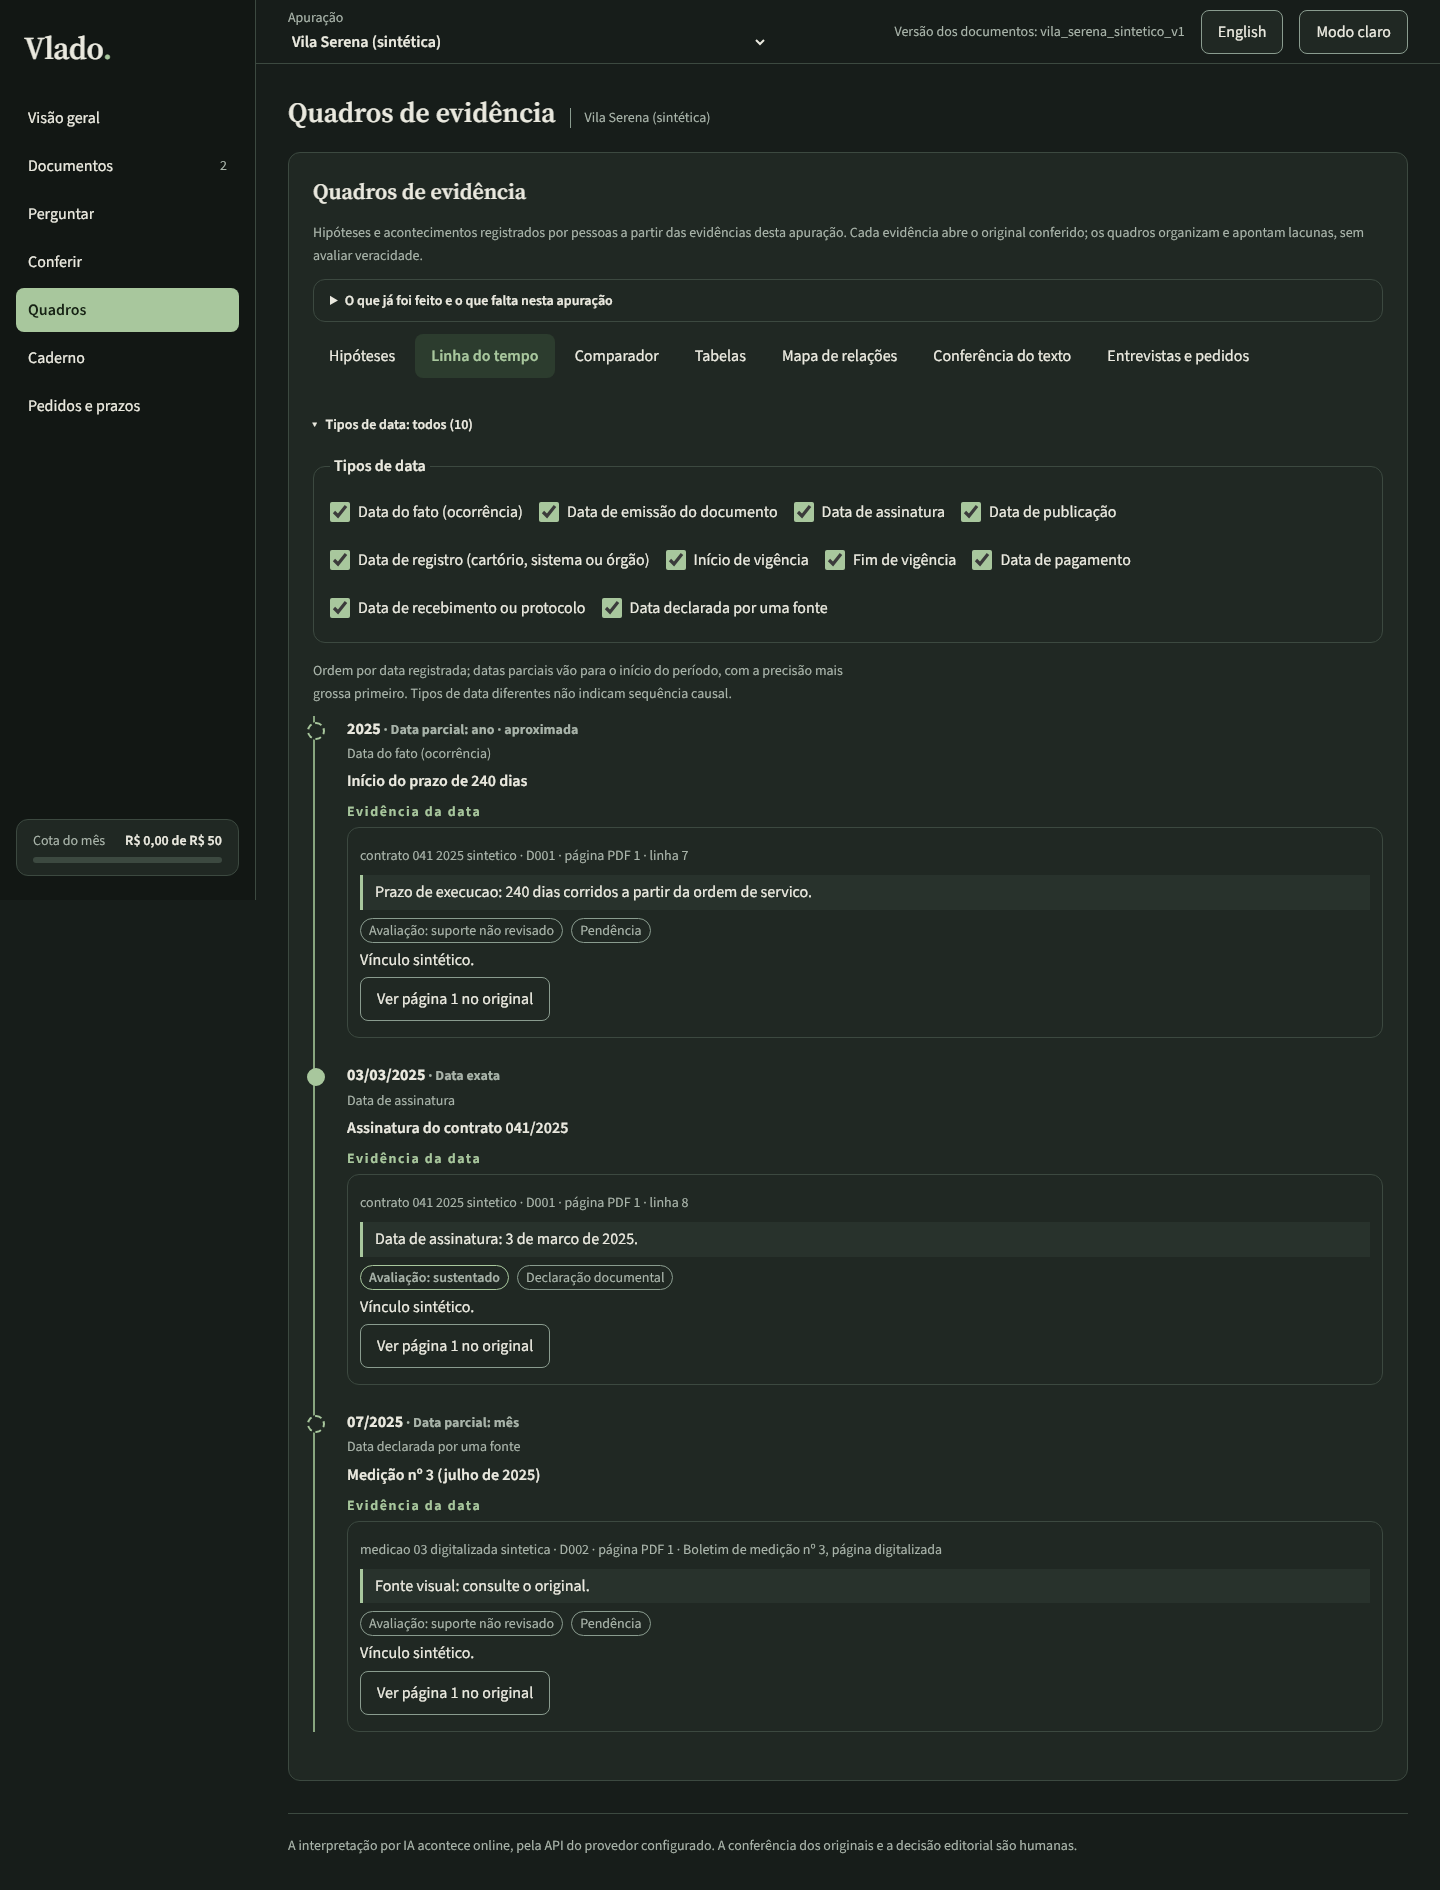 Vlado.
Visão geral
Documentos 2
Perguntar
Conferir
Quadros
Caderno
Pedidos e prazos
Cota do mês R$ 0,00 de R$ 50
Apuração
Vila Serena (sintética)
Versão dos documentos: vila_serena_sintetico_v1
English
Modo claro
Quadros de evidência
Vila Serena (sintética)
Quadros de evidência
Hipóteses e acontecimentos registrados por pessoas a partir das evidências desta apuração. Cada evidência abre o original conferido; os quadros organizam e apontam lacunas, sem
avaliar veracidade.
O que já foi feito e o que falta nesta apuração
Hipóteses Linha do tempo Comparador Tabelas Mapa de relações Conferência do texto Entrevistas e pedidos
Tipos de data: todos (10)
Tipos de data
Data do fato (ocorrência) Data de emissão do documento Data de assinatura Data de publicação
Data de registro (cartório, sistema ou órgão) Início de vigência Fim de vigência Data de pagamento
Data de recebimento ou protocolo Data declarada por uma fonte
Ordem por data registrada; datas parciais vão para o início do período, com a precisão mais
grossa primeiro. Tipos de data diferentes não indicam sequência causal.
2025 · Data parcial: ano · aproximada
Data do fato (ocorrência)
Início do prazo de 240 dias
Evidência da data
contrato 041 2025 sintetico · D001 · página PDF 1 · linha 7
Prazo de execucao: 240 dias corridos a partir da ordem de servico.
Avaliação: suporte não revisado Pendência
Vínculo sintético.
Ver página 1 no original
03/03/2025 · Data exata
Data de assinatura
Assinatura do contrato 041/2025
Evidência da data
contrato 041 2025 sintetico · D001 · página PDF 1 · linha 8
Data de assinatura: 3 de marco de 2025.
Avaliação: sustentado Declaração documental
Vínculo sintético.
Ver página 1 no original
07/2025 · Data parcial: mês
Data declarada por uma fonte
Medição nº 3 (julho de 2025)
Evidência da data
medicao 03 digitalizada sintetica · D002 · página PDF 1 · Boletim de medição nº 3, página digitalizada
Fonte visual: consulte o original.
Avaliação: suporte não revisado Pendência
Vínculo sintético.
Ver página 1 no original
A interpretação por IA acontece online, pela API do provedor configurado. A conferência dos originais e a decisão editorial são humanas.